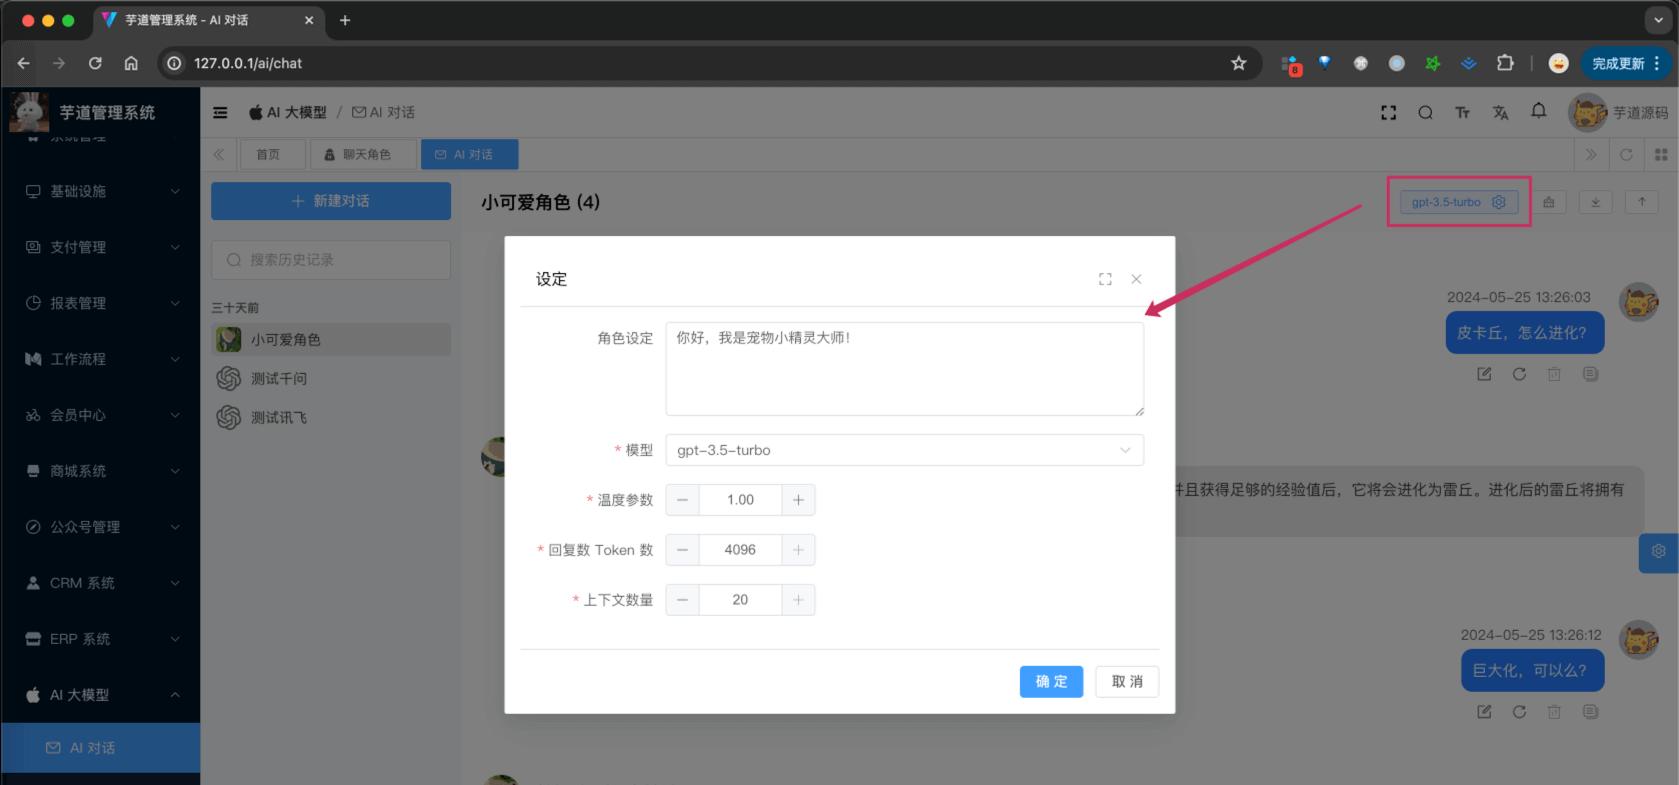 芋道管理系统 - AI 对话
127.0.0.1/ai/chat
8
完成更新
芋道管理系统
AI 大模型 / AI 对话
芋道源码
系统管理
首页
聊天角色
AI 对话
基础设施
支付管理
报表管理
工作流程
会员中心
商城系统
公众号管理
CRM 系统
ERP 系统
AI 大模型
AI 对话
新建对话
搜索历史记录
三十天前
小可爱角色
测试千问
测试讯飞
小可爱角色 (4)
gpt-3.5-turbo
2024-05-25 13:26:03
皮卡丘，怎么进化?
并且获得足够的经验值后，它将会进化为雷丘。进化后的雷丘将拥有
2024-05-25 13:26:12
巨大化，可以么?
设定
角色设定
你好，我是宠物小精灵大师!
* 模型
gpt-3.5-turbo
* 温度参数
1.00
* 回复数 Token 数
4096
* 上下文数量
20
确 定
取 消